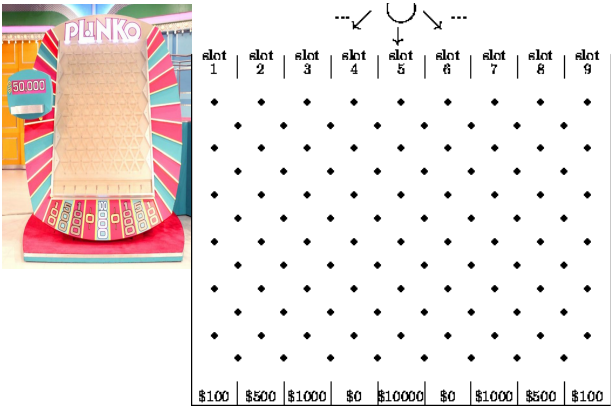 PLINKO
$50 000
--- ---
slot slot slot slot slot slot slot slot slot
1 2 3 4 5 6 7 8 9
$100 $500 $1000 $0 $10000 $0 $1000 $500 $100